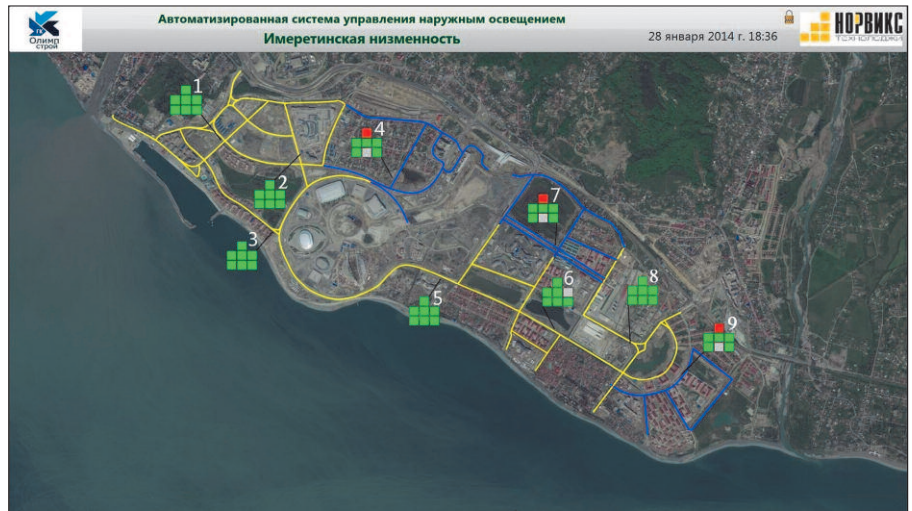 Автоматизированная система управления наружным освещением
Имеретинская низменность
28 января 2014 г. 18:36
Олимп
строй
НОРВИКС
ТЕХНОЛОДЖИ
1
4
2
7
3
6
8
5
9